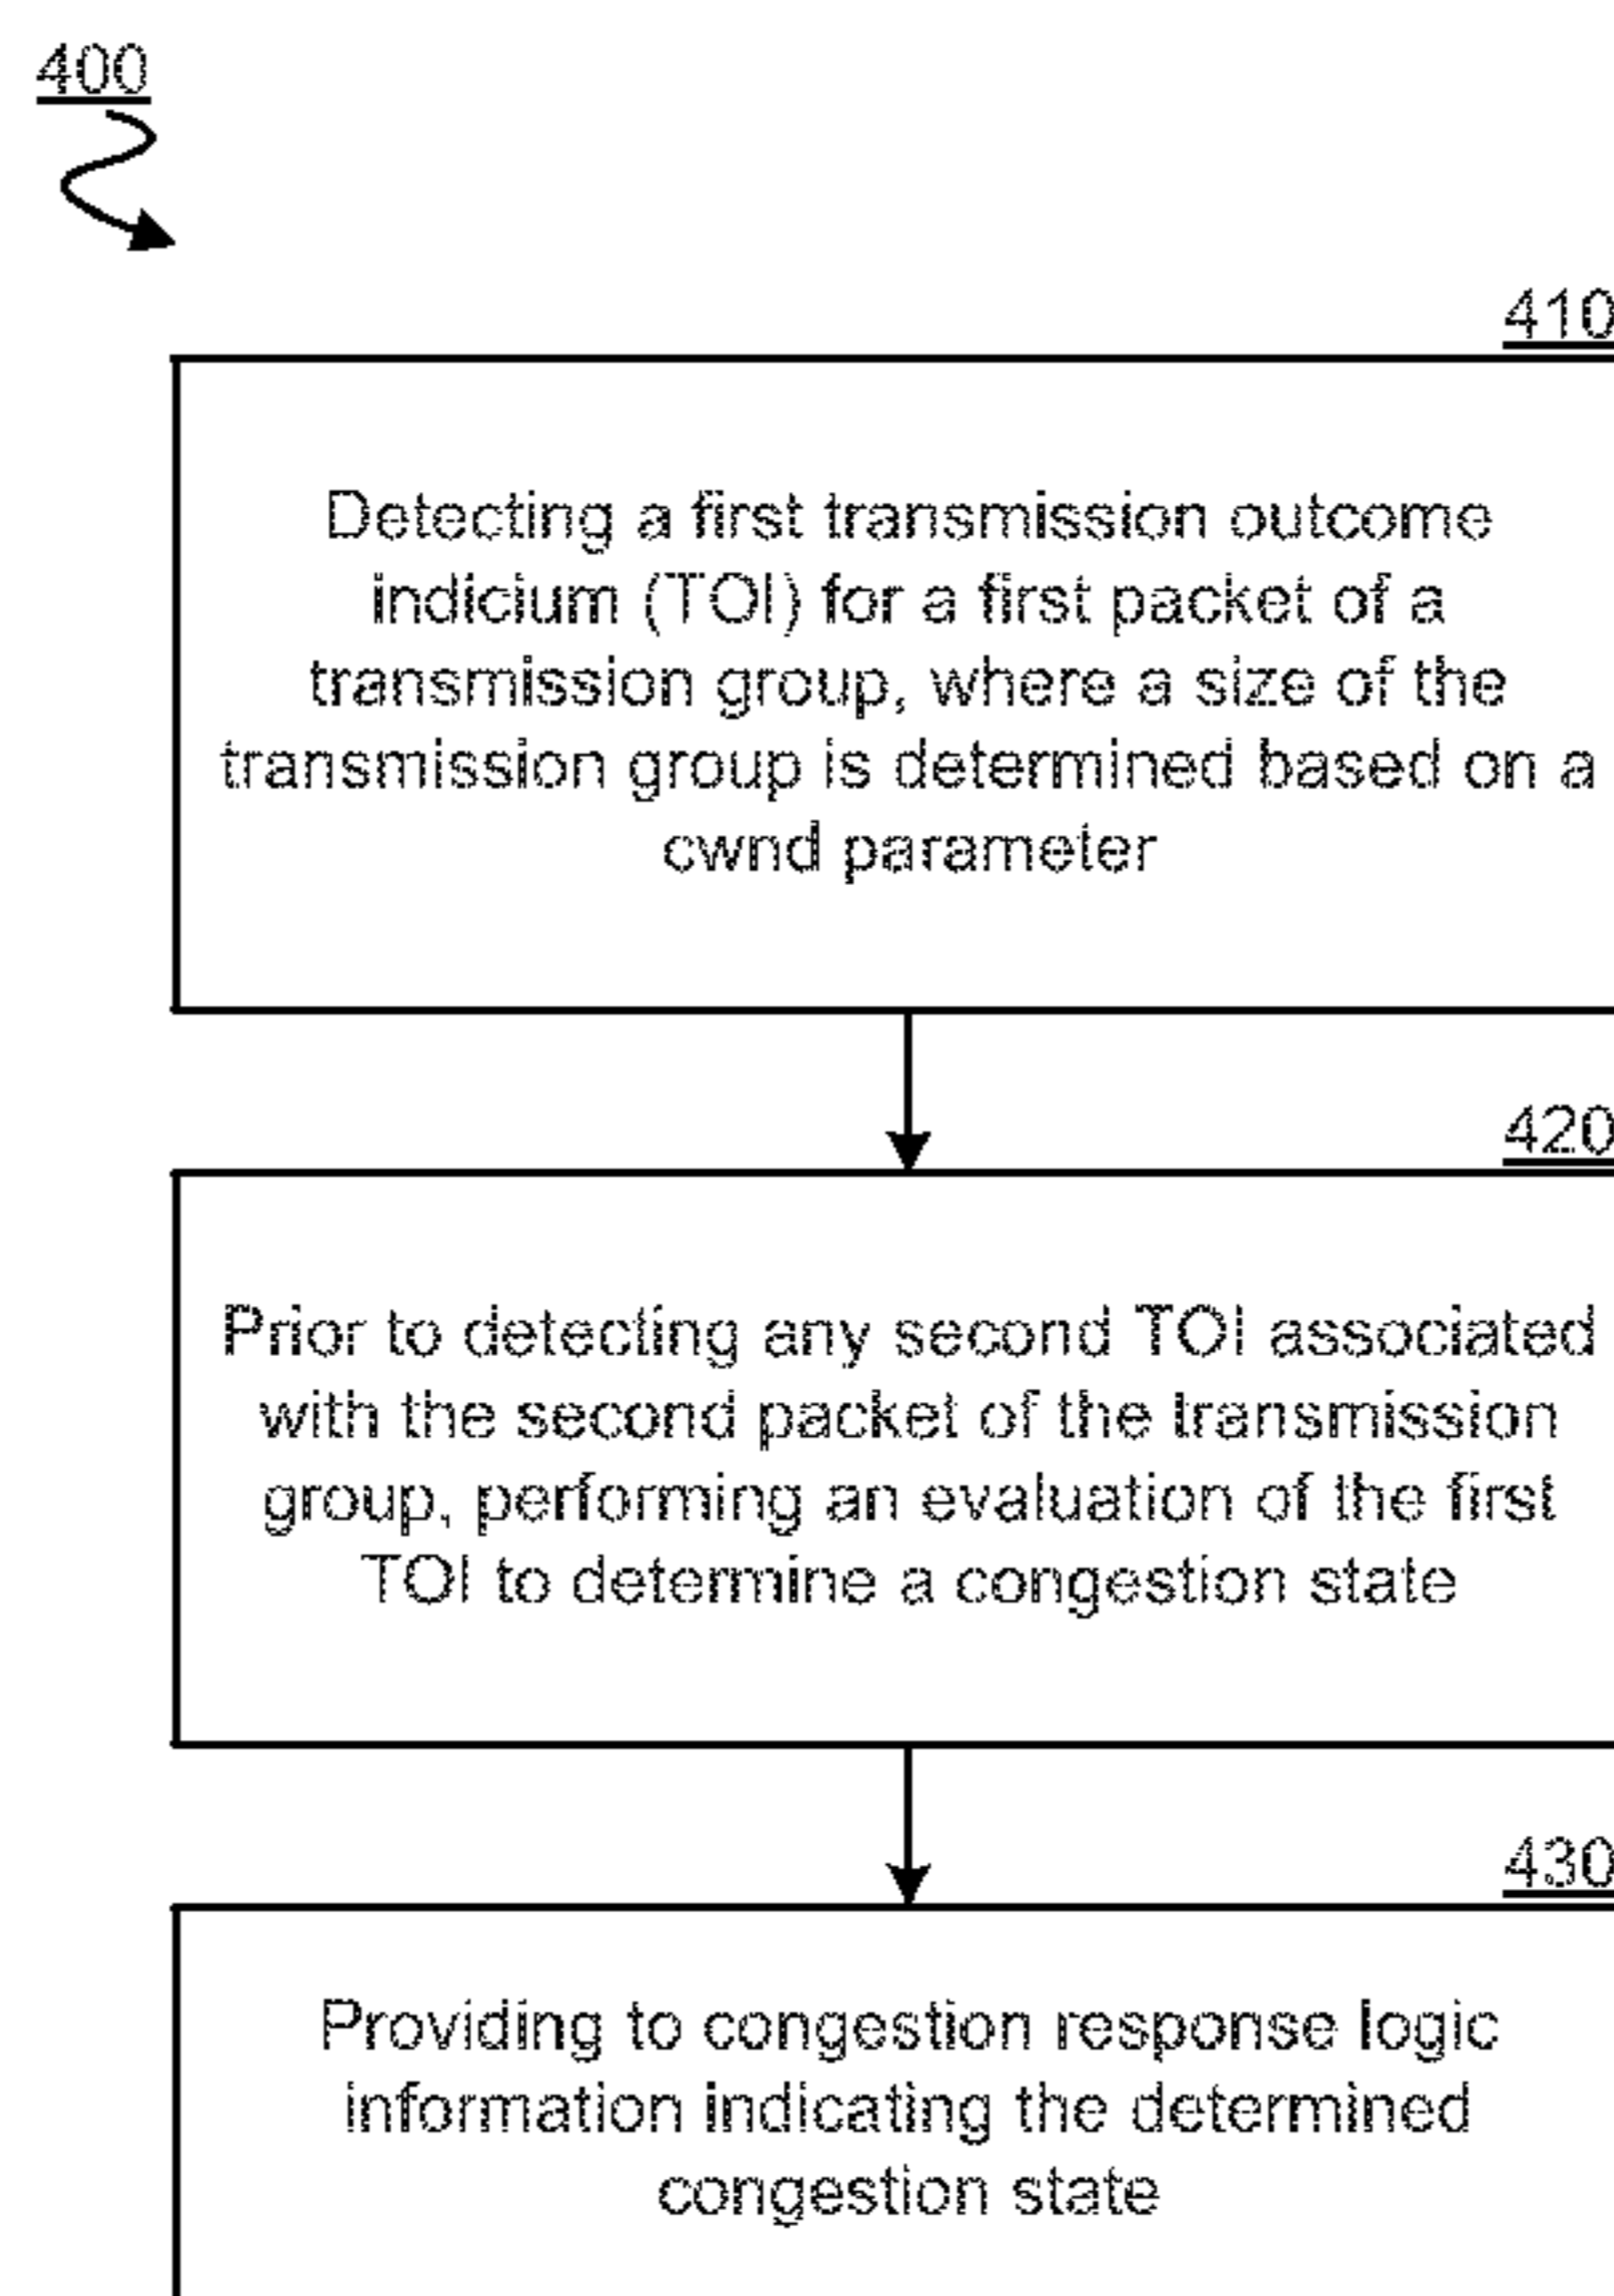 400
410
Detecting a first transmission outcome
indicium (TOI) for a first packet of a
transmission group, where a size of the
transmission group is determined based on a
cwnd parameter
420
Prior to detecting any second TOI associated
with the second packet of the transmission
group, performing an evaluation of the first
TOI to determine a congestion state
430
Providing to congestion response logic
information indicating the determined
congestion state